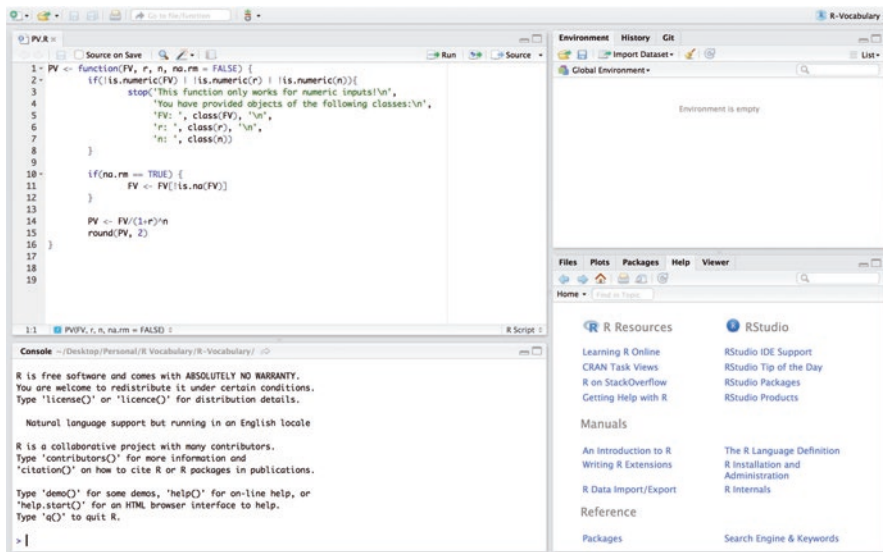 Go to file/function
R-Vocabulary
PV.R ×
Source on Save
Run
Source
1 PV <- function(FV, r, n, na.rm = FALSE) {
2 if(!is.numeric(FV) | !is.numeric(r) | !is.numeric(n)){
3 stop('This function only works for numeric inputs!\n',
4 'You have provided objects of the following classes:\n',
5 'FV: ', class(FV), '\n',
6 'r: ', class(r), '\n',
7 'n: ', class(n))
8 }
9
10 if(na.rm == TRUE) {
11 FV <- FV[!is.na(FV)]
12 }
13
14 PV <- FV/(1+r)^n
15 round(PV, 2)
16 }
17
18
19
1:1 PV(FV, r, n, na.rm = FALSE) R Script
Console ~/Desktop/Personal/R Vocabulary/R-Vocabulary/
R is free software and comes with ABSOLUTELY NO WARRANTY.
You are welcome to redistribute it under certain conditions.
Type 'license()' or 'licence()' for distribution details.
Natural language support but running in an English locale
R is a collaborative project with many contributors.
Type 'contributors()' for more information and
'citation()' on how to cite R or R packages in publications.
Type 'demo()' for some demos, 'help()' for on-line help, or
'help.start()' for an HTML browser interface to help.
Type 'q()' to quit R.
>
Environment History Git
Import Dataset List
Global Environment
Environment is empty
Files Plots Packages Help Viewer
Home Find in Topic
R Resources
Learning R Online
CRAN Task Views
R on StackOverflow
Getting Help with R
RStudio
RStudio IDE Support
RStudio Tip of the Day
RStudio Packages
RStudio Products
Manuals
An Introduction to R
Writing R Extensions
R Data Import/Export
The R Language Definition
R Installation and
Administration
R Internals
Reference
Packages
Search Engine & Keywords